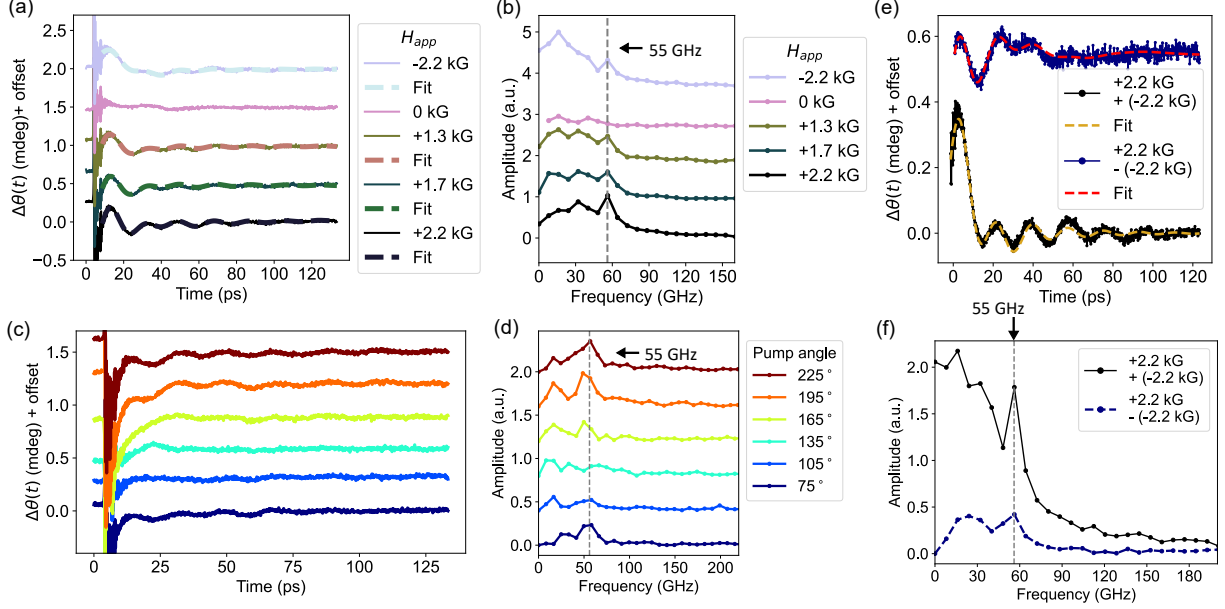 (a)
Δθ(t) (mdeg)+ offset
2.5
2.0
1.5
1.0
0.5
0.0
−0.5
0 20 40 60 80 100 120
Time (ps)
H_app
-2.2 kG
Fit
0 kG
+1.3 kG
Fit
+1.7 kG
Fit
+2.2 kG
Fit
(b)
55 GHz
Amplitude (a.u.)
5
4
3
2
1
0
0 30 60 90 120 150
Frequency (GHz)
H_app
-2.2 kG
0 kG
+1.3 kG
+1.7 kG
+2.2 kG
(e)
Δθ(t) (mdeg) + offset
0.6
0.4
0.2
0.0
0 20 40 60 80 100 120
Time (ps)
+2.2 kG
+ (-2.2 kG)
Fit
+2.2 kG
- (-2.2 kG)
Fit
(c)
Δθ(t) (mdeg) + offset
1.5
1.0
0.5
0.0
0 25 50 75 100 125
Time (ps)
(d)
55 GHz
Amplitude (a.u.)
2.5
2.0
1.5
1.0
0.5
0.0
0 50 100 150 200
Frequency (GHz)
Pump angle
225°
195°
165°
135°
105°
75°
(f)
55 GHz
Amplitude (a.u.)
2.0
1.5
1.0
0.5
0.0
0 30 60 90 120 150 180
Frequency (GHz)
+2.2 kG
+ (-2.2 kG)
+2.2 kG
- (-2.2 kG)